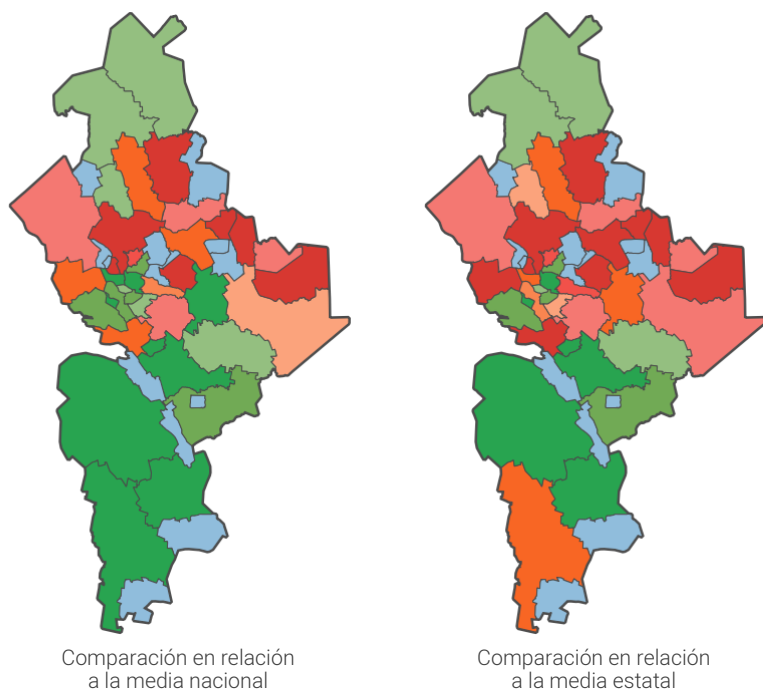 Comparación en relación
a la media nacional
Comparación en relación
a la media estatal